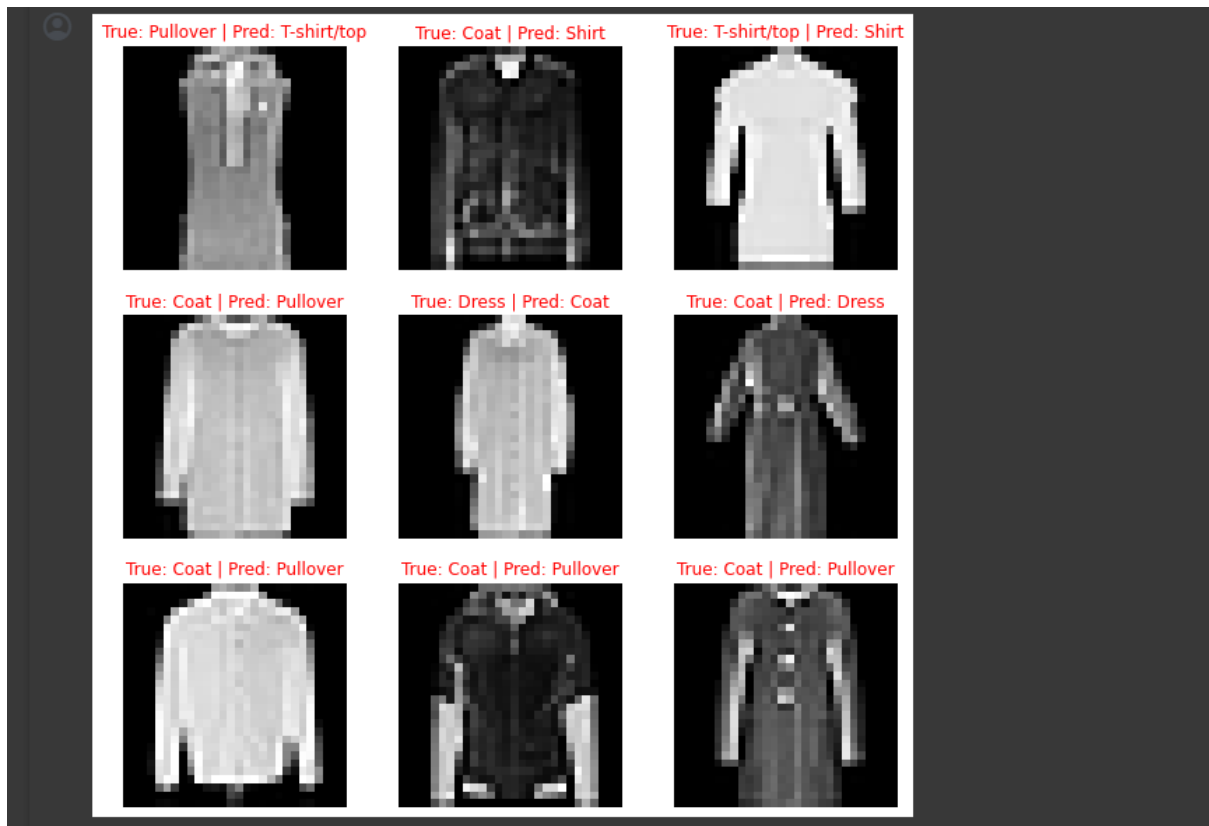 True: Pullover | Pred: T-shirt/top
True: Coat | Pred: Shirt
True: T-shirt/top | Pred: Shirt
True: Coat | Pred: Pullover
True: Dress | Pred: Coat
True: Coat | Pred: Dress
True: Coat | Pred: Pullover
True: Coat | Pred: Pullover
True: Coat | Pred: Pullover